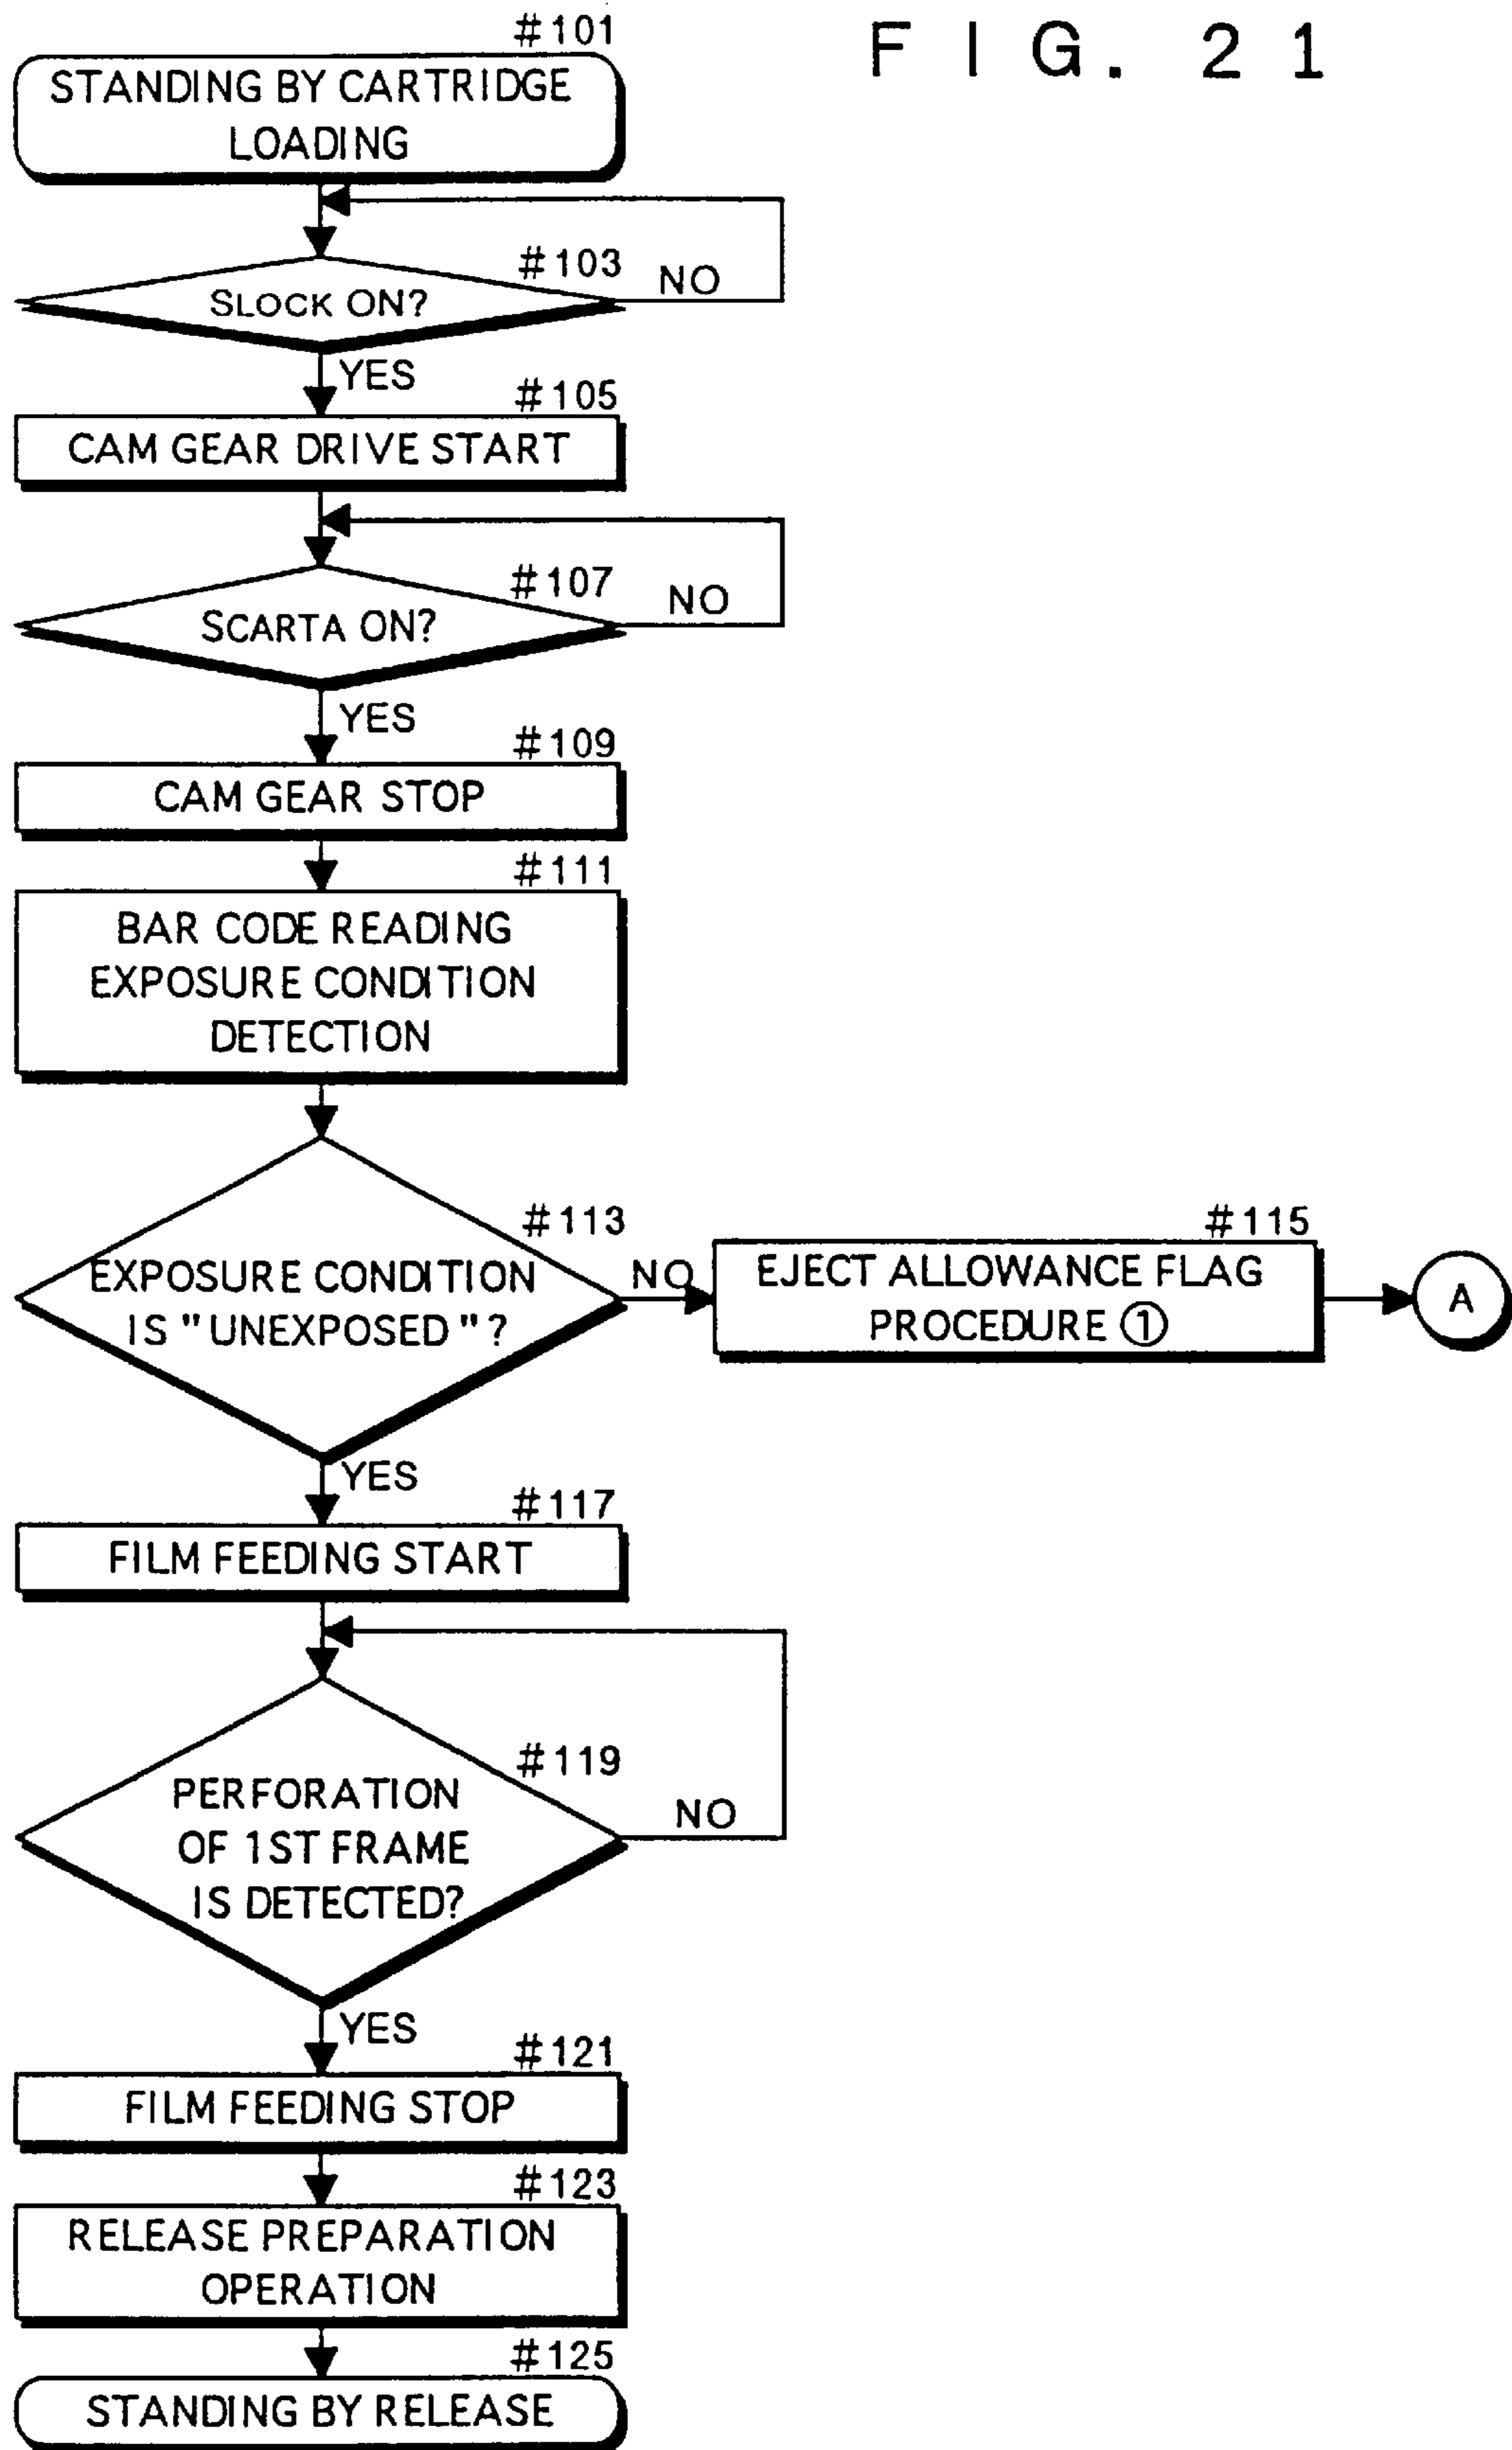 FIG. 21
#101
STANDING BY CARTRIDGE
LOADING
#103
SLOCK ON?
NO
YES
#105
CAM GEAR DRIVE START
#107
SCARTA ON?
NO
YES
#109
CAM GEAR STOP
#111
BAR CODE READING
EXPOSURE CONDITION
DETECTION
#113
EXPOSURE CONDITION
IS "UNEXPOSED"?
NO
#115
EJECT ALLOWANCE FLAG
PROCEDURE ①
A
YES
#117
FILM FEEDING START
#119
PERFORATION
OF 1ST FRAME
IS DETECTED?
NO
YES
#121
FILM FEEDING STOP
#123
RELEASE PREPARATION
OPERATION
#125
STANDING BY RELEASE